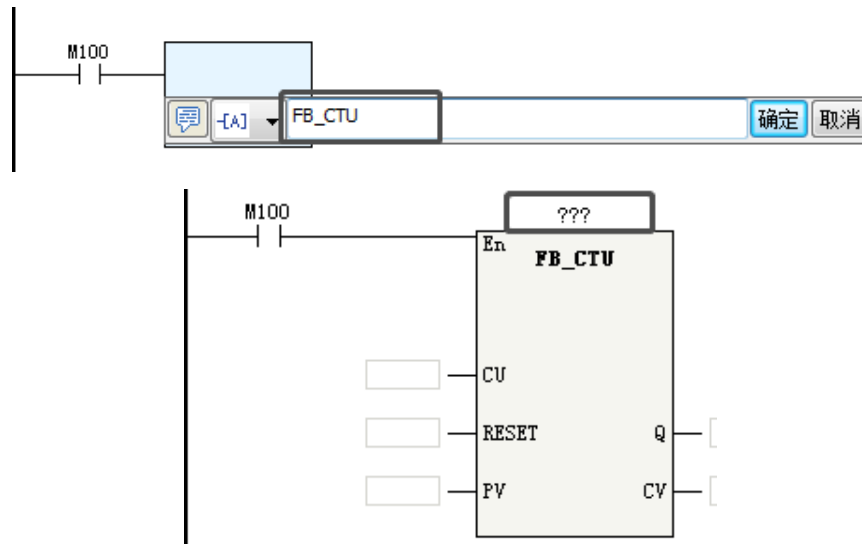 M100
FB_CTU
确定
取消
M100
???
En
FB_CTU
CU
RESET Q
PV CV